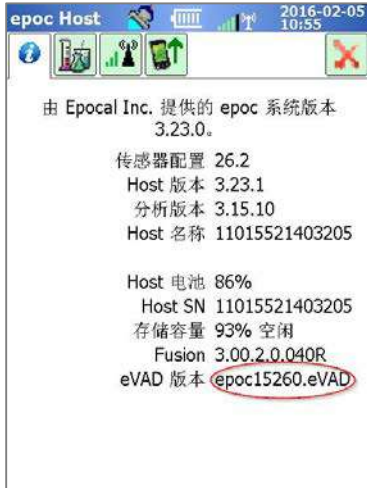 epoc Host
2016-02-05
10:55
由 Epocal Inc. 提供的 epoc 系统版本
3.23.0。
传感器配置 26.2
Host 版本 3.23.1
分析版本 3.15.10
Host 名称 11015521403205
Host 电池 86%
Host SN 11015521403205
存储容量 93% 空闲
Fusion 3.00.2.0.040R
eVAD 版本 epoc15260.eVAD